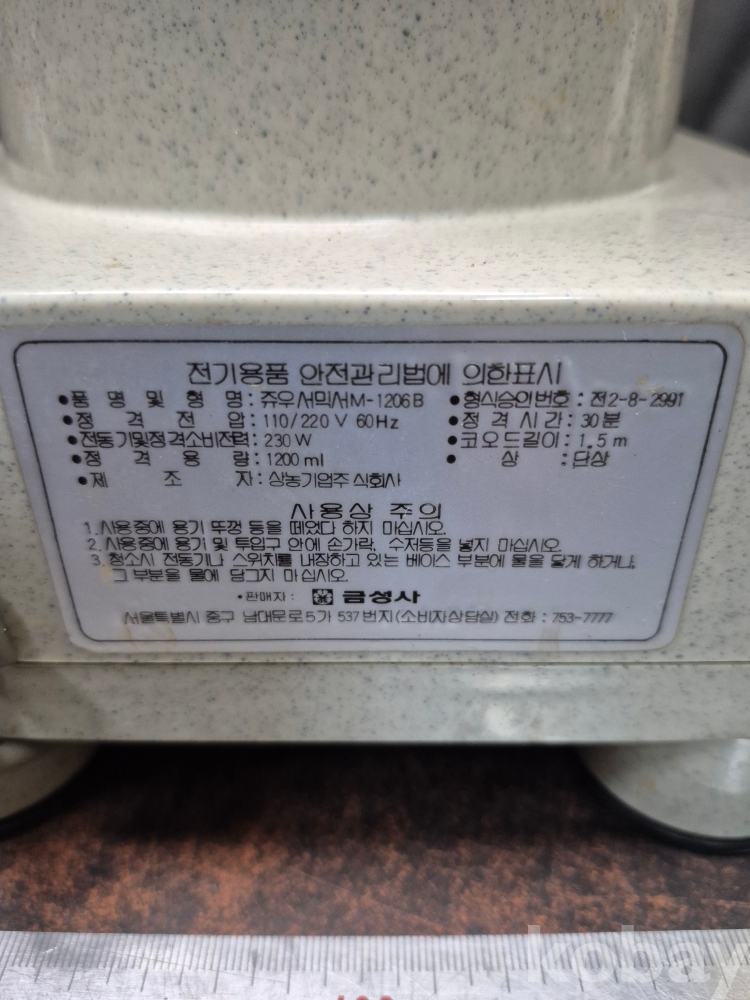 전기용품 안전관리법에 의한표시
•품 명 및 형 명 : 쥬우서믹서M-1206B •형식승인번호 : 전2-8-2991
•정 격 전 압 : 110/220 V 60Hz •정 격 시 간 : 30분
•전동기및정격소비전력 : 230 W •코오드길이 : 1.5 m
•정 격 용 량 : 1200 ml • 상 : 단상
•제 조 자 : 상농기업주식회사
사용상 주의
1. 사용중에 용기 뚜껑 등을 떼었다 하지 마십시오.
2. 사용중에 용기 및 투입구 안에 손가락, 수저등을 넣지 마십시오.
3. 청소시 전동기나 스위치를 내장하고 있는 베이스 부분에 물을 닿게 하거나,
그 부분을 물에 담그지 마십시오.
•판매자 : 금성사
서울특별시 중구 남대문로5가 537번지(소비자상담실) 전화 : 753-7777
kobay